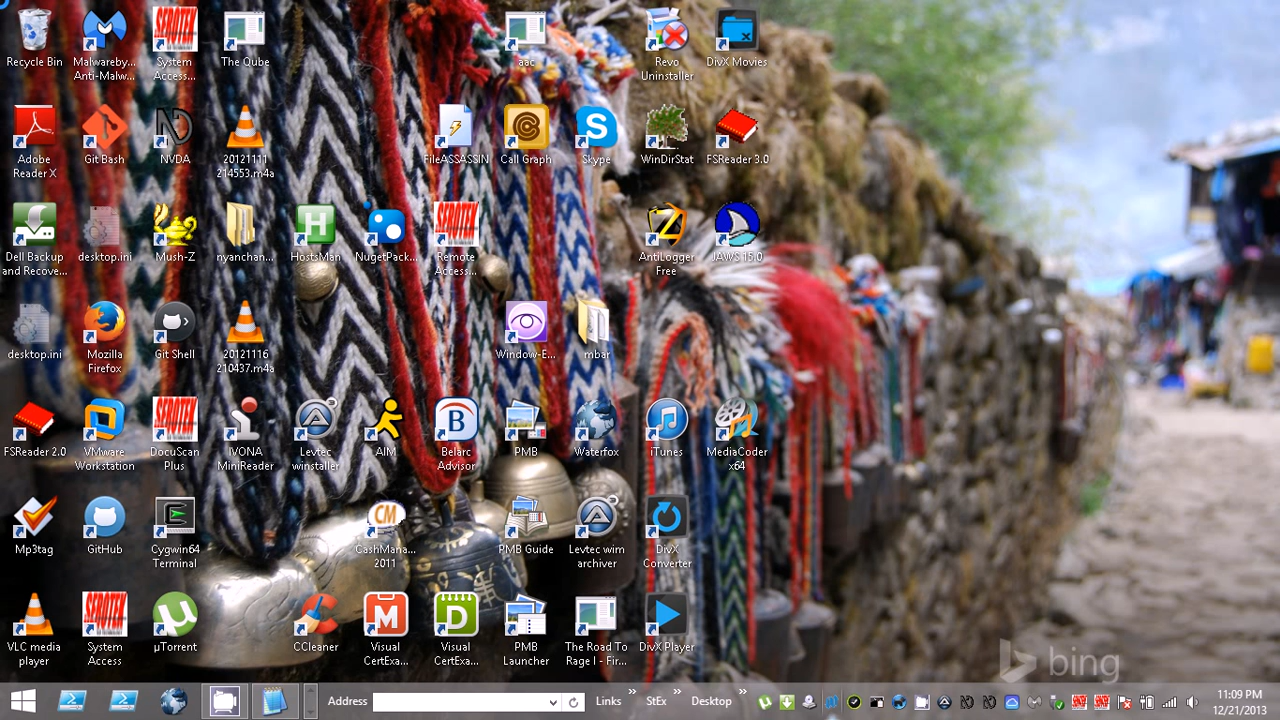 Recycle Bin
Malwareby...
Anti-Malw...
SEROTEK
System
Access...
The Qube
aac
Revo
Uninstaller
DivX Movies
Adobe
Reader X
Git Bash
NVDA
20121111
214553.m4a
FileASSASSIN
Call Graph
Skype
WinDirStat
FSReader 3.0
Dell Backup
and Recove...
desktop.ini
Mush-Z
nyanchan...
HostsMan
NugetPack...
SEROTEK
Remote
Access...
AntiLogger
Free
JAWS 15.0
desktop.ini
Mozilla
Firefox
Git Shell
20121116
210437.m4a
Window-E...
mbar
FSReader 2.0
VMware
Workstation
SEROTEK
DocuScan
Plus
IVONA
MiniReader
Levtec
winstaller
AIM
Belarc
Advisor
PMB
Waterfox
iTunes
MediaCoder
x64
Mp3tag
GitHub
Cygwin64
Terminal
CM
CashMana...
2011
PMB Guide
Levtec wim
archiver
DivX
Converter
VLC media
player
SEROTEK
System
Access
µTorrent
CCleaner
Visual
CertExa...
Visual
CertExa...
PMB
Launcher
The Road To
Rage I - Fir...
DivX Player
bing
Address
Links
StEx
Desktop
11:09 PM
12/21/2013